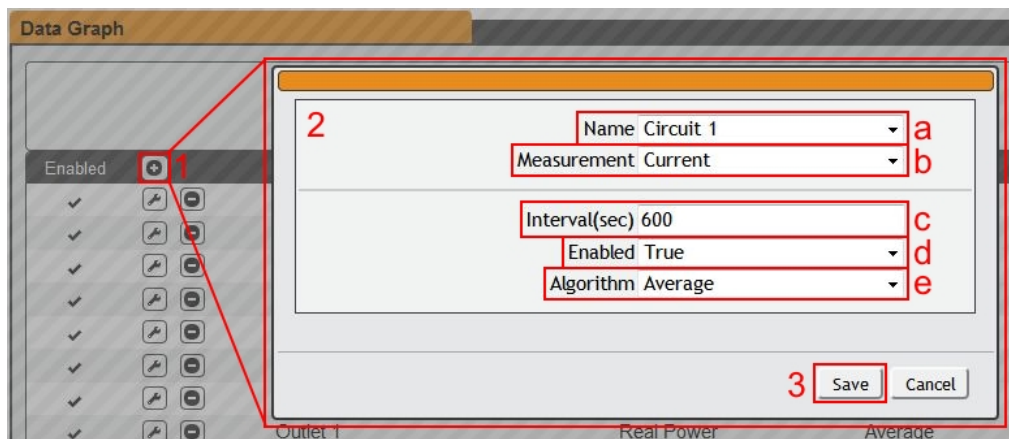 Data Graph
2
Name Circuit 1 a
Measurement Current b
Enabled 1
Interval(sec) 600 c
Enabled True d
Algorithm Average e
3 Save Cancel
Outlet 1 Real Power Average